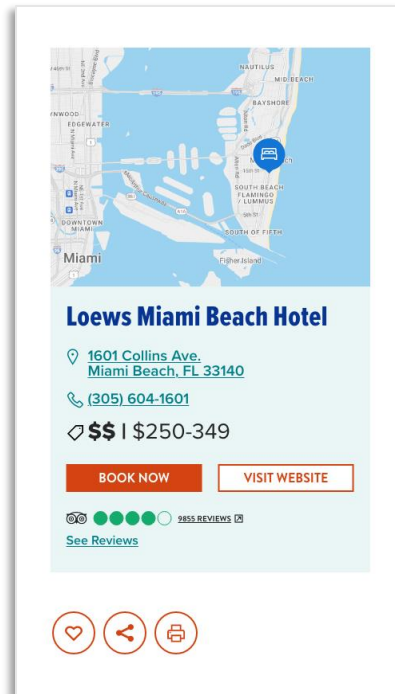 NAUTILUS
MID BEACH
BAYSHORE
EDGEWATER
SOUTH BEACH
FLAMINGO
/ LUMMUS
DOWNTOWN
MIAMI
SOUTH OF FIFTH
Miami
Fisher Island
Loews Miami Beach Hotel
1601 Collins Ave.
Miami Beach, FL 33140
(305) 604-1601
$$ | $250-349
BOOK NOW
VISIT WEBSITE
9855 REVIEWS
See Reviews